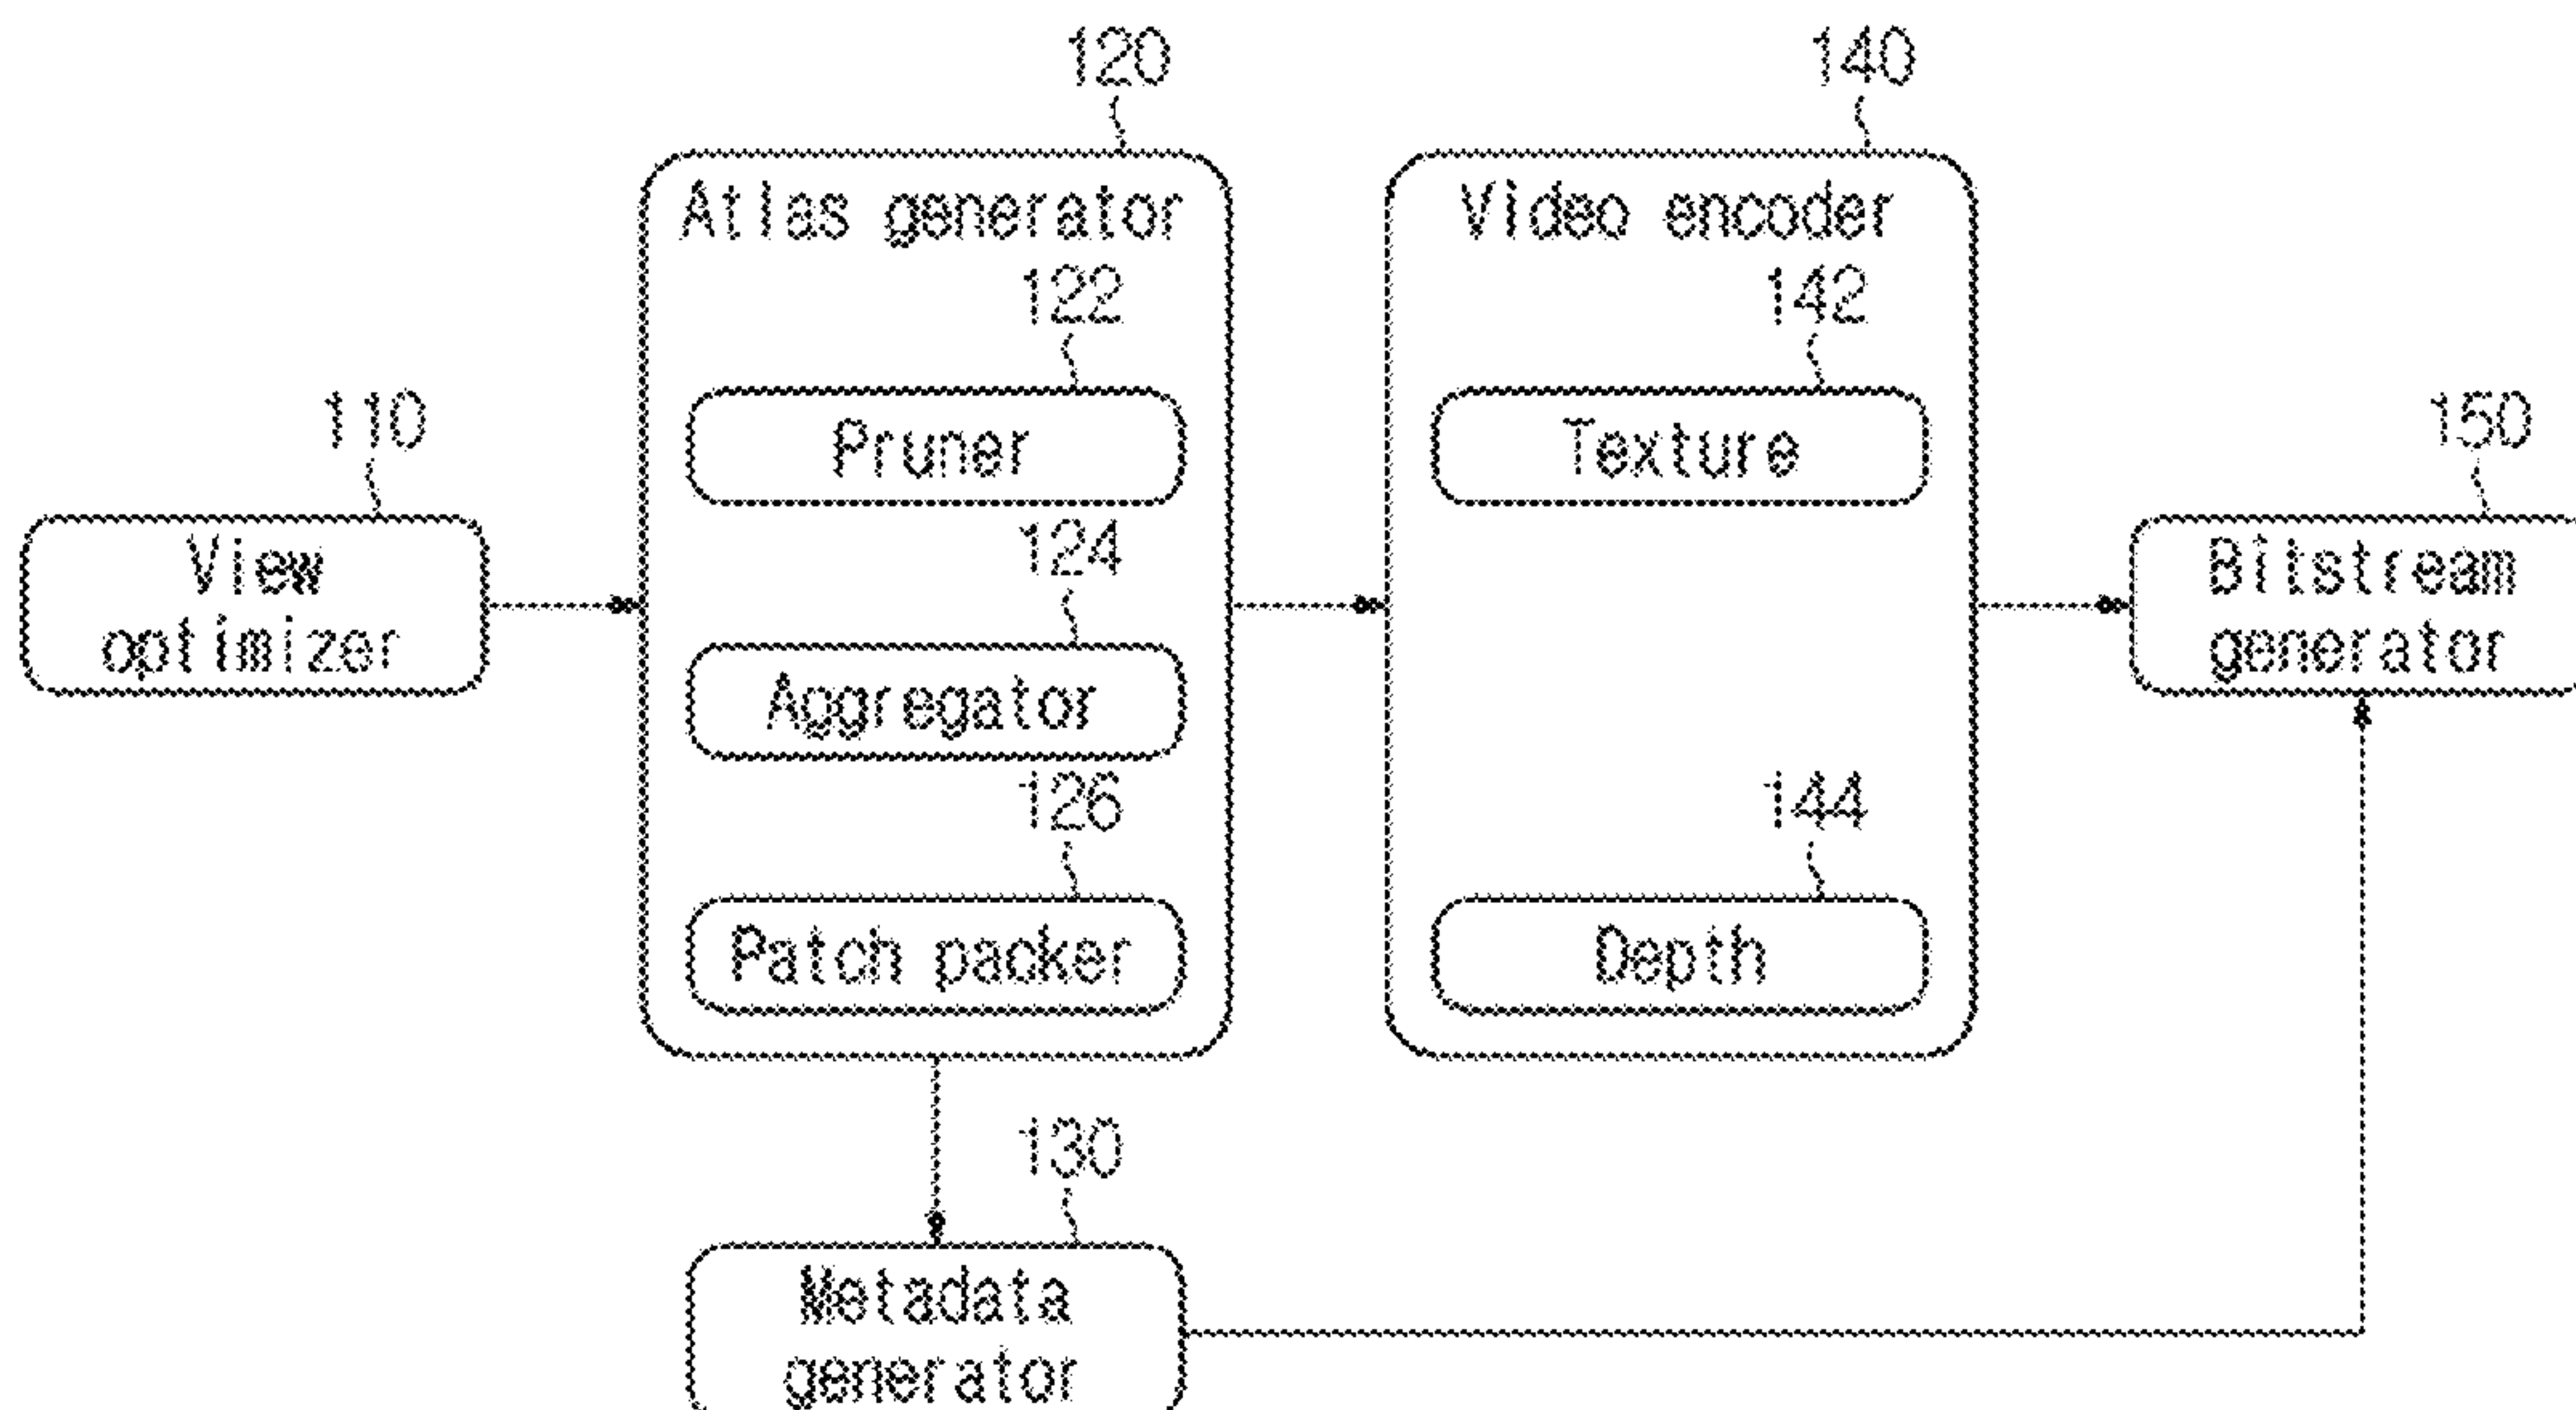 120
140
Atlas generator
Video encoder
122
142
110
Pruner
Texture
150
124
View
optimizer
Bitstream
generator
Aggregator
126
144
Patch packer
Depth
130
Metadata
generator